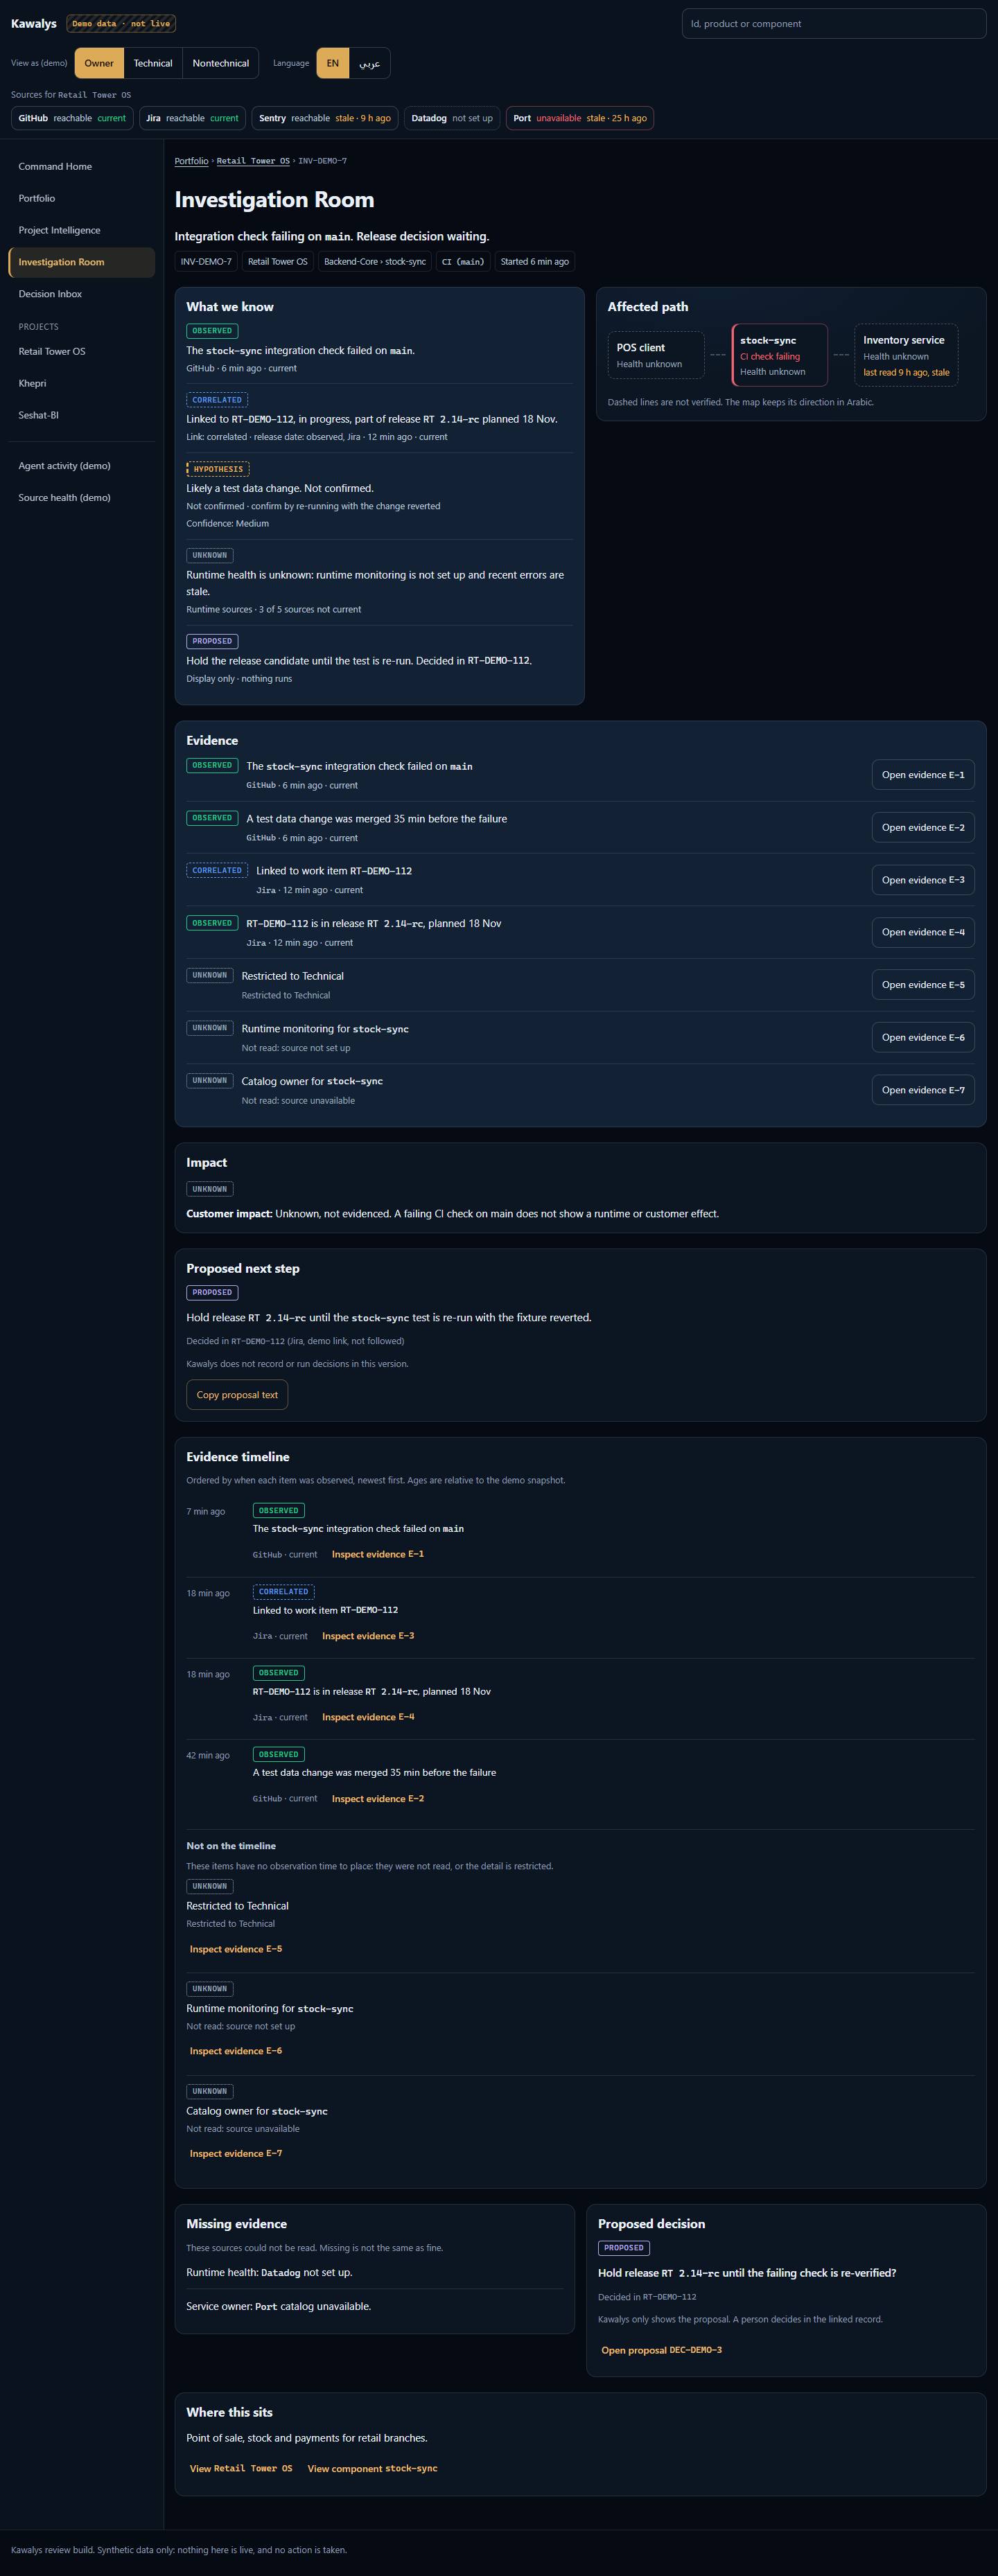 Kawalys
Demo data · not live
Id, product or component
View as (demo)
Owner
Technical
Nontechnical
Language
EN
عربي
Sources for Retail Tower OS
GitHub reachable current
Jira reachable current
Sentry reachable stale · 9 h ago
Datadog not set up
Port unavailable stale · 25 h ago
Command Home
Portfolio
Project Intelligence
Investigation Room
Decision Inbox
PROJECTS
Retail Tower OS
Khepri
Seshat-BI
Agent activity (demo)
Source health (demo)
Portfolio › Retail Tower OS › INV-DEMO-7
Investigation Room
Integration check failing on main. Release decision waiting.
INV-DEMO-7
Retail Tower OS
Backend-Core › stock-sync
CI (main)
Started 6 min ago
What we know
OBSERVED
The stock-sync integration check failed on main.
GitHub · 6 min ago · current
CORRELATED
Linked to RT-DEMO-112, in progress, part of release RT 2.14-rc planned 18 Nov.
Link: correlated · release date: observed, Jira · 12 min ago · current
HYPOTHESIS
Likely a test data change. Not confirmed.
Not confirmed · confirm by re-running with the change reverted
Confidence: Medium
UNKNOWN
Runtime health is unknown: runtime monitoring is not set up and recent errors are
stale.
Runtime sources · 3 of 5 sources not current
PROPOSED
Hold the release candidate until the test is re-run. Decided in RT-DEMO-112.
Display only · nothing runs
Affected path
POS client
Health unknown
stock-sync
CI check failing
Health unknown
Inventory service
Health unknown
last read 9 h ago, stale
Dashed lines are not verified. The map keeps its direction in Arabic.
Evidence
OBSERVED
The stock-sync integration check failed on main
GitHub · 6 min ago · current
Open evidence E-1
OBSERVED
A test data change was merged 35 min before the failure
GitHub · 6 min ago · current
Open evidence E-2
CORRELATED
Linked to work item RT-DEMO-112
Jira · 12 min ago · current
Open evidence E-3
OBSERVED
RT-DEMO-112 is in release RT 2.14-rc, planned 18 Nov
Jira · 12 min ago · current
Open evidence E-4
UNKNOWN
Restricted to Technical
Restricted to Technical
Open evidence E-5
UNKNOWN
Runtime monitoring for stock-sync
Not read: source not set up
Open evidence E-6
UNKNOWN
Catalog owner for stock-sync
Not read: source unavailable
Open evidence E-7
Impact
UNKNOWN
Customer impact: Unknown, not evidenced. A failing CI check on main does not show a runtime or customer effect.
Proposed next step
PROPOSED
Hold release RT 2.14-rc until the stock-sync test is re-run with the fixture reverted.
Decided in RT-DEMO-112 (Jira, demo link, not followed)
Kawalys does not record or run decisions in this version.
Copy proposal text
Evidence timeline
Ordered by when each item was observed, newest first. Ages are relative to the demo snapshot.
7 min ago
OBSERVED
The stock-sync integration check failed on main
GitHub · current
Inspect evidence E-1
18 min ago
CORRELATED
Linked to work item RT-DEMO-112
Jira · current
Inspect evidence E-3
18 min ago
OBSERVED
RT-DEMO-112 is in release RT 2.14-rc, planned 18 Nov
Jira · current
Inspect evidence E-4
42 min ago
OBSERVED
A test data change was merged 35 min before the failure
GitHub · current
Inspect evidence E-2
Not on the timeline
These items have no observation time to place: they were not read, or the detail is restricted.
UNKNOWN
Restricted to Technical
Restricted to Technical
Inspect evidence E-5
UNKNOWN
Runtime monitoring for stock-sync
Not read: source not set up
Inspect evidence E-6
UNKNOWN
Catalog owner for stock-sync
Not read: source unavailable
Inspect evidence E-7
Missing evidence
These sources could not be read. Missing is not the same as fine.
Runtime health: Datadog not set up.
Service owner: Port catalog unavailable.
Proposed decision
PROPOSED
Hold release RT 2.14-rc until the failing check is re-verified?
Decided in RT-DEMO-112
Kawalys only shows the proposal. A person decides in the linked record.
Open proposal DEC-DEMO-3
Where this sits
Point of sale, stock and payments for retail branches.
View Retail Tower OS
View component stock-sync
Kawalys review build. Synthetic data only: nothing here is live, and no action is taken.